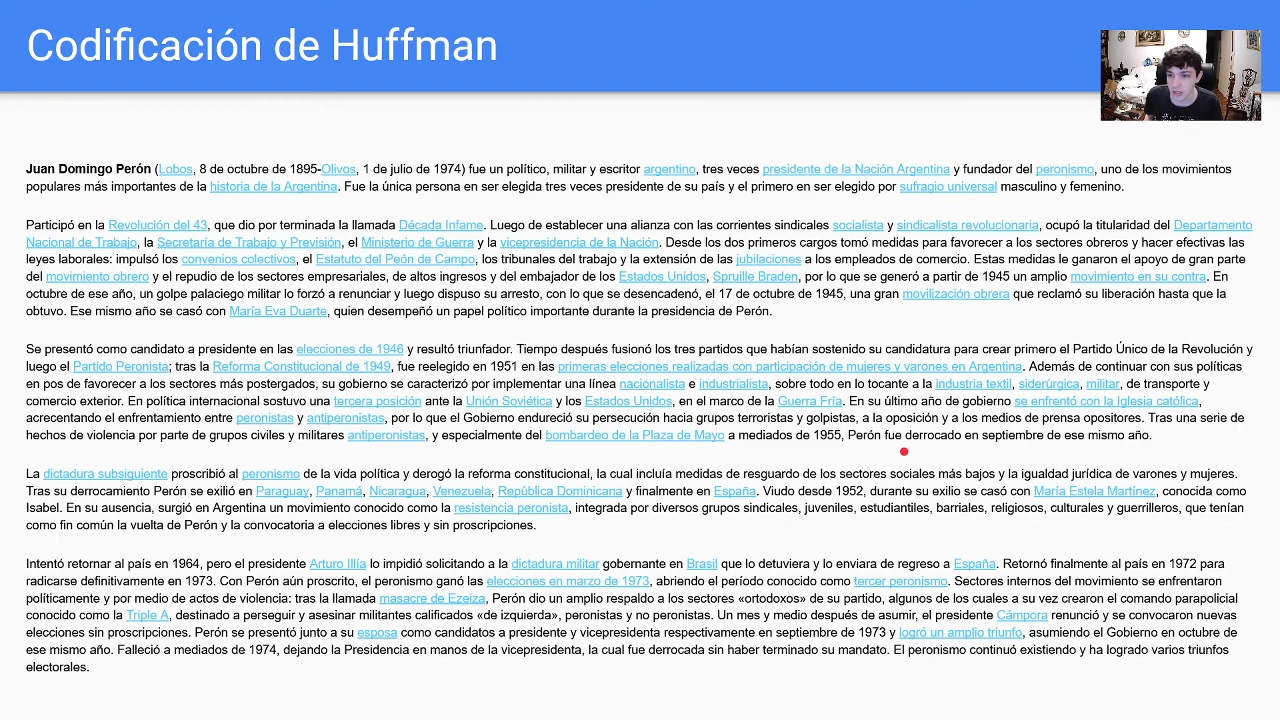 Codificación de Huffman
Juan Domingo Perón (Lobos, 8 de octubre de 1895-Olivos, 1 de julio de 1974) fue un político, militar y escritor argentino, tres veces presidente de la Nación Argentina y fundador del peronismo, uno de los movimientos
populares más importantes de la historia de la Argentina. Fue la única persona en ser elegida tres veces presidente de su país y el primero en ser elegido por sufragio universal masculino y femenino.
Participó en la Revolución del 43, que dio por terminada la llamada Década Infame. Luego de establecer una alianza con las corrientes sindicales socialista y sindicalista revolucionaria, ocupó la titularidad del Departamento
Nacional de Trabajo, la Secretaría de Trabajo y Previsión, el Ministerio de Guerra y la vicepresidencia de la Nación. Desde los dos primeros cargos tomó medidas para favorecer a los sectores obreros y hacer efectivas las
leyes laborales: impulsó los convenios colectivos, el Estatuto del Peón de Campo, los tribunales del trabajo y la extensión de las jubilaciones a los empleados de comercio. Estas medidas le ganaron el apoyo de gran parte
del movimiento obrero y el repudio de los sectores empresariales, de altos ingresos y del embajador de los Estados Unidos, Spruille Braden, por lo que se generó a partir de 1945 un amplio movimiento en su contra. En
octubre de ese año, un golpe palaciego militar lo forzó a renunciar y luego dispuso su arresto, con lo que se desencadenó, el 17 de octubre de 1945, una gran movilización obrera que reclamó su liberación hasta que la
obtuvo. Ese mismo año se casó con María Eva Duarte, quien desempeñó un papel político importante durante la presidencia de Perón.
Se presentó como candidato a presidente en las elecciones de 1946 y resultó triunfador. Tiempo después fusionó los tres partidos que habían sostenido su candidatura para crear primero el Partido Único de la Revolución y
luego el Partido Peronista; tras la Reforma Constitucional de 1949, fue reelegido en 1951 en las primeras elecciones realizadas con participación de mujeres y varones en Argentina. Además de continuar con sus políticas
en pos de favorecer a los sectores más postergados, su gobierno se caracterizó por implementar una línea nacionalista e industrialista, sobre todo en lo tocante a la industria textil, siderúrgica, militar, de transporte y
comercio exterior. En política internacional sostuvo una tercera posición ante la Unión Soviética y los Estados Unidos, en el marco de la Guerra Fría. En su último año de gobierno se enfrentó con la Iglesia católica,
acrecentando el enfrentamiento entre peronistas y antiperonistas, por lo que el Gobierno endureció su persecución hacia grupos terroristas y golpistas, a la oposición y a los medios de prensa opositores. Tras una serie de
hechos de violencia por parte de grupos civiles y militares antiperonistas, y especialmente del bombardeo de la Plaza de Mayo a mediados de 1955, Perón fue derrocado en septiembre de ese mismo año.
La dictadura subsiguiente proscribió al peronismo de la vida política y derogó la reforma constitucional, la cual incluía medidas de resguardo de los sectores sociales más bajos y la igualdad jurídica de varones y mujeres.
Tras su derrocamiento Perón se exilió en Paraguay, Panamá, Nicaragua, Venezuela, República Dominicana y finalmente en España. Viudo desde 1952, durante su exilio se casó con María Estela Martínez, conocida como
Isabel. En su ausencia, surgió en Argentina un movimiento conocido como la resistencia peronista, integrada por diversos grupos sindicales, juveniles, estudiantiles, barriales, religiosos, culturales y guerrilleros, que tenían
como fin común la vuelta de Perón y la convocatoria a elecciones libres y sin proscripciones.
Intentó retornar al país en 1964, pero el presidente Arturo Illía lo impidió solicitando a la dictadura militar gobernante en Brasil que lo detuviera y lo enviara de regreso a España. Retornó finalmente al país en 1972 para
radicarse definitivamente en 1973. Con Perón aún proscrito, el peronismo ganó las elecciones en marzo de 1973, abriendo el período conocido como tercer peronismo. Sectores internos del movimiento se enfrentaron
políticamente y por medio de actos de violencia: tras la llamada masacre de Ezeiza, Perón dio un amplio respaldo a los sectores «ortodoxos» de su partido, algunos de los cuales a su vez crearon el comando parapolicial
conocido como la Triple A, destinado a perseguir y asesinar militantes calificados «de izquierda», peronistas y no peronistas. Un mes y medio después de asumir, el presidente Cámpora renunció y se convocaron nuevas
elecciones sin proscripciones. Perón se presentó junto a su esposa como candidatos a presidente y vicepresidenta respectivamente en septiembre de 1973 y logró un amplio triunfo, asumiendo el Gobierno en octubre de
ese mismo año. Falleció a mediados de 1974, dejando la Presidencia en manos de la vicepresidenta, la cual fue derrocada sin haber terminado su mandato. El peronismo continuó existiendo y ha logrado varios triunfos
electorales.